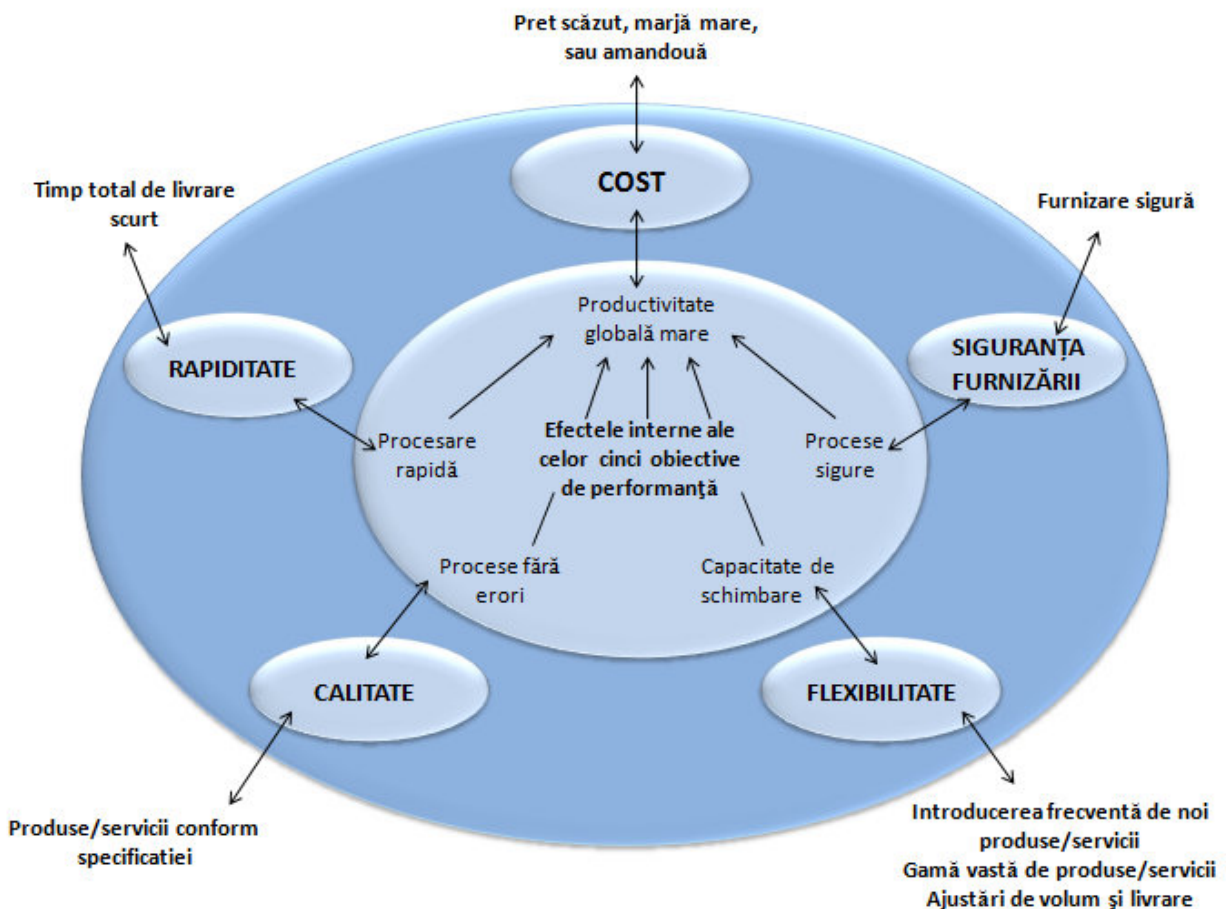 Pret scăzut, marjă mare,
sau amandouă
COST
Timp total de livrare
scurt
Furnizare sigură
RAPIDITATE
SIGURANȚA
FURNIZĂRII
Productivitate
globală mare
Procesare
rapidă
Efectele interne ale
celor cinci obiective
de performanţă
Procese
sigure
Procese fără
erori
Capacitate de
schimbare
CALITATE
FLEXIBILITATE
Produse/servicii conform
specificatiei
Introducerea frecventă de noi
produse/servicii
Gamă vastă de produse/servicii
Ajustări de volum şi livrare